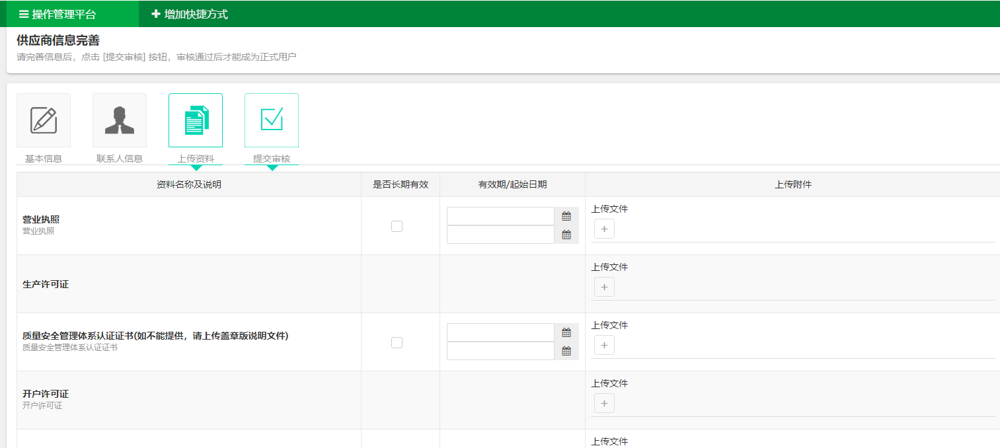 操作管理平台 增加快捷方式
供应商信息完善
请完善信息后，点击 [提交审核] 按钮，审核通过后才能成为正式用户
基本信息 联系人信息 上传资料 提交审核
资料名称及说明 是否长期有效 有效期/起始日期 上传附件
上传文件
营业执照
营业执照
上传文件
生产许可证
上传文件
质量安全管理体系认证证书(如不能提供，请上传盖章版说明文件)
质量安全管理体系认证证书
上传文件
开户许可证
开户许可证
上传文件